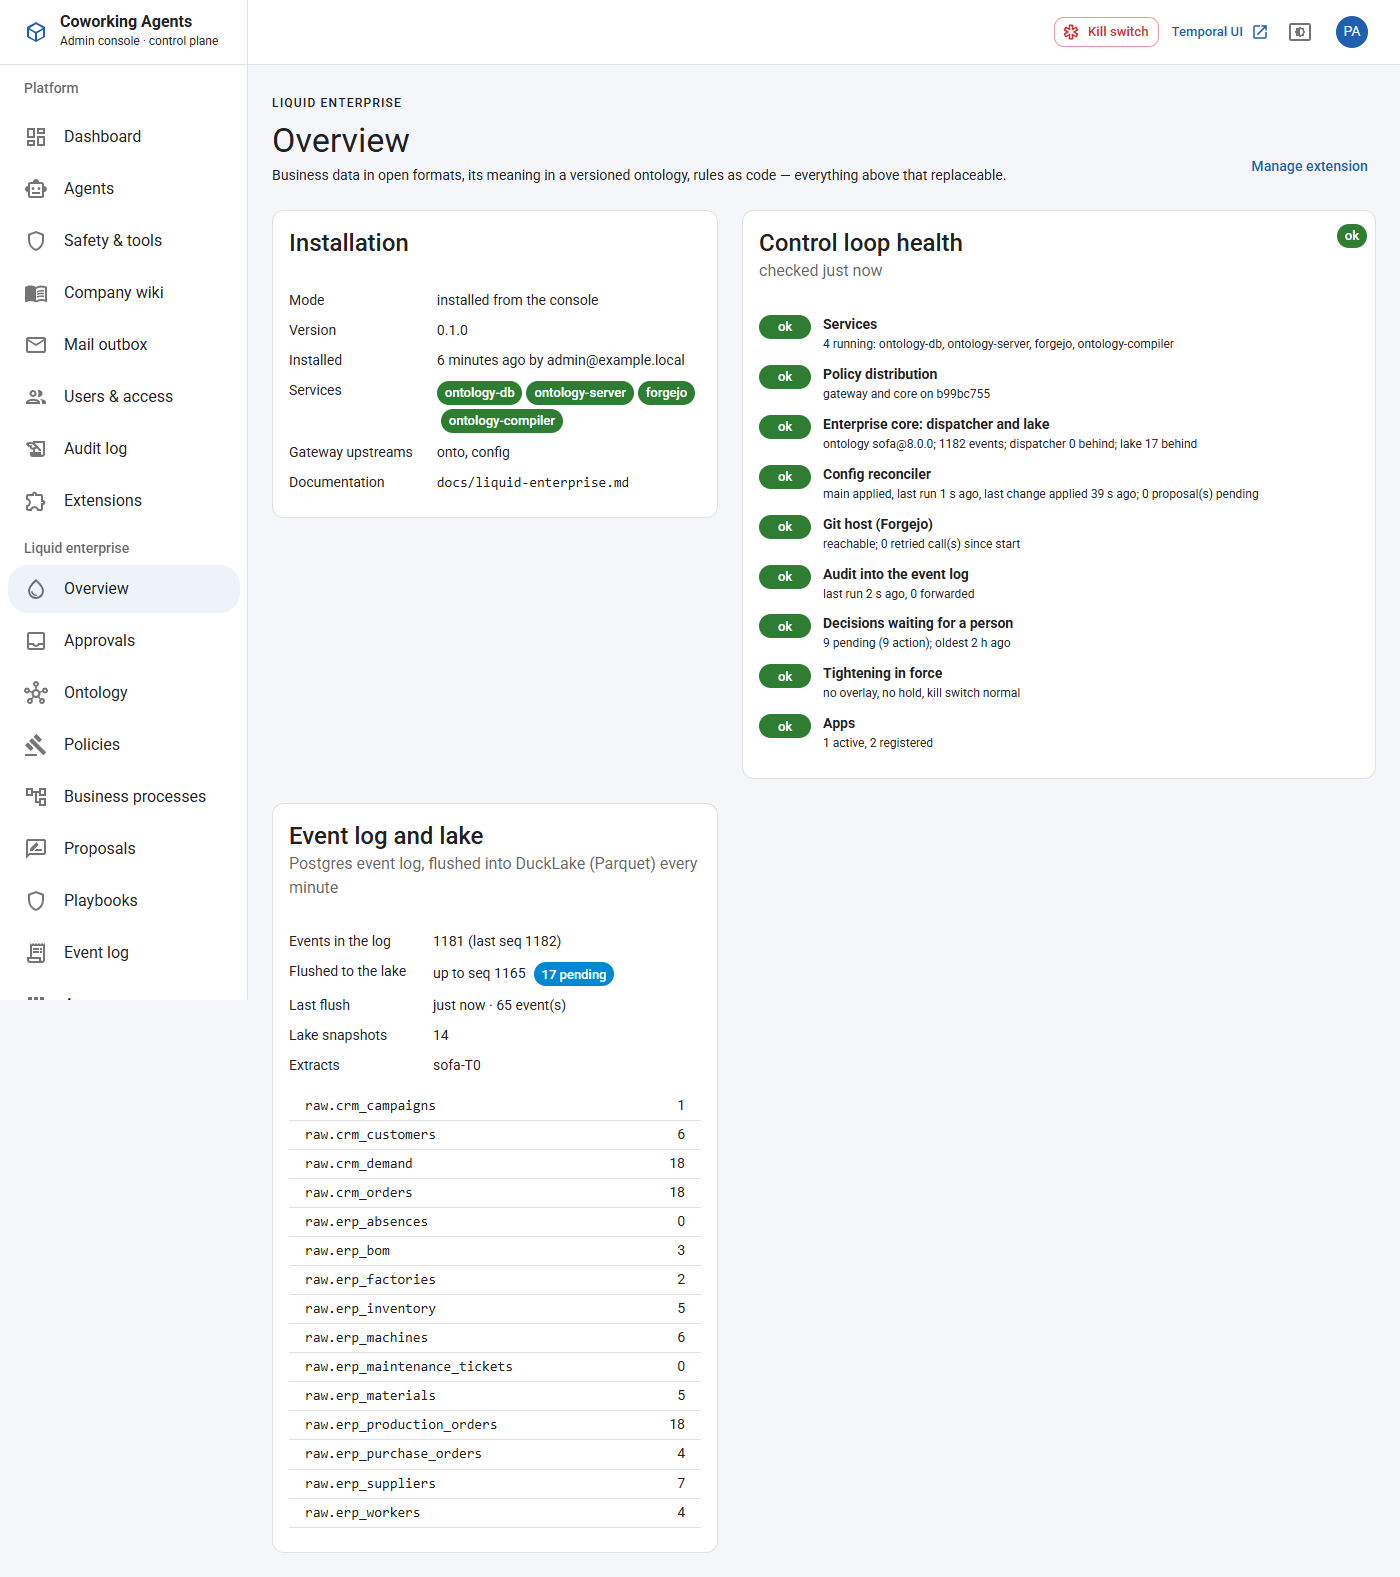 Coworking Agents
Admin console · control plane
Kill switch
Temporal UI
PA
Platform
Dashboard
Agents
Safety & tools
Company wiki
Mail outbox
Users & access
Audit log
Extensions
Liquid enterprise
Overview
Approvals
Ontology
Policies
Business processes
Proposals
Playbooks
Event log
LIQUID ENTERPRISE
Overview
Business data in open formats, its meaning in a versioned ontology, rules as code — everything above that replaceable.
Manage extension
Installation
Mode installed from the console
Version 0.1.0
Installed 6 minutes ago by admin@example.local
Services ontology-db ontology-server forgejo
ontology-compiler
Gateway upstreams onto, config
Documentation docs/liquid-enterprise.md
Control loop health ok
checked just now
ok Services
4 running: ontology-db, ontology-server, forgejo, ontology-compiler
ok Policy distribution
gateway and core on b99bc755
ok Enterprise core: dispatcher and lake
ontology sofa@8.0.0; 1182 events; dispatcher 0 behind; lake 17 behind
ok Config reconciler
main applied, last run 1 s ago, last change applied 39 s ago; 0 proposal(s) pending
ok Git host (Forgejo)
reachable; 0 retried call(s) since start
ok Audit into the event log
last run 2 s ago, 0 forwarded
ok Decisions waiting for a person
9 pending (9 action); oldest 2 h ago
ok Tightening in force
no overlay, no hold, kill switch normal
ok Apps
1 active, 2 registered
Event log and lake
Postgres event log, flushed into DuckLake (Parquet) every
minute
Events in the log 1181 (last seq 1182)
Flushed to the lake up to seq 1165 17 pending
Last flush just now · 65 event(s)
Lake snapshots 14
Extracts sofa-T0
raw.crm_campaigns 1
raw.crm_customers 6
raw.crm_demand 18
raw.crm_orders 18
raw.erp_absences 0
raw.erp_bom 3
raw.erp_factories 2
raw.erp_inventory 5
raw.erp_machines 6
raw.erp_maintenance_tickets 0
raw.erp_materials 5
raw.erp_production_orders 18
raw.erp_purchase_orders 4
raw.erp_suppliers 7
raw.erp_workers 4